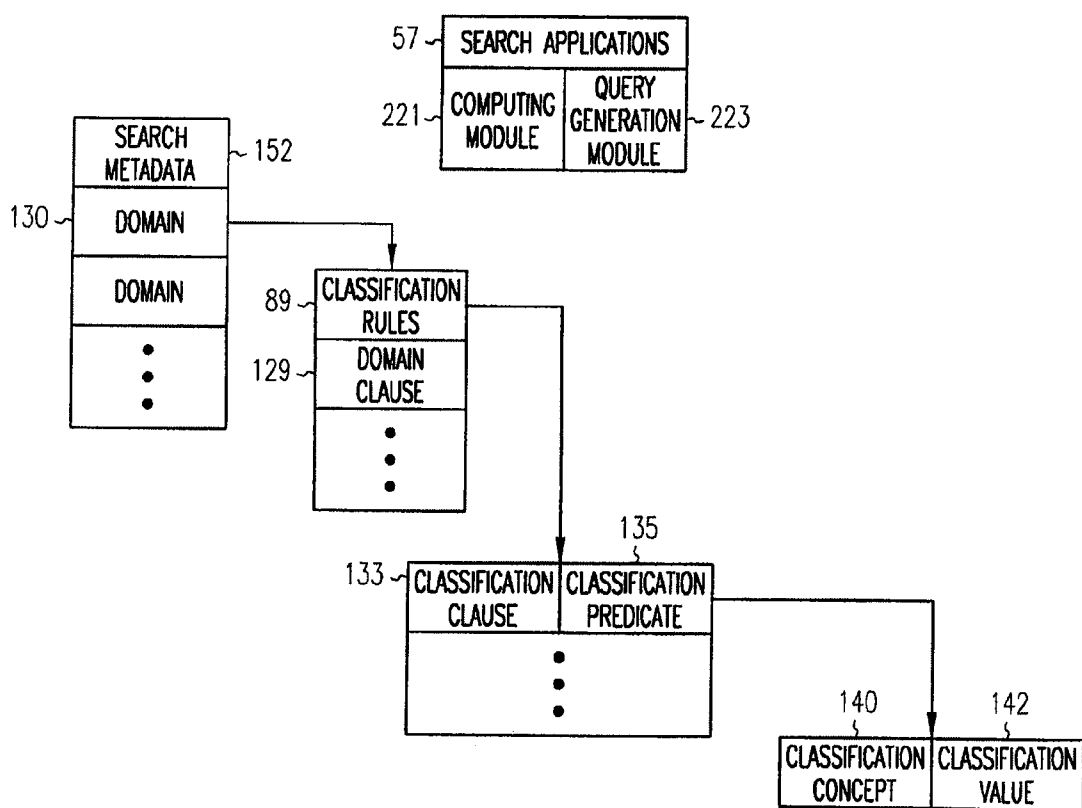 57
SEARCH APPLICATIONS
221
COMPUTING
MODULE
QUERY
GENERATION
MODULE
223
SEARCH
METADATA
152
130
DOMAIN
DOMAIN
89
CLASSIFICATION
RULES
129
DOMAIN
CLAUSE
133
CLASSIFICATION
CLAUSE
135
CLASSIFICATION
PREDICATE
140
CLASSIFICATION
CONCEPT
142
CLASSIFICATION
VALUE